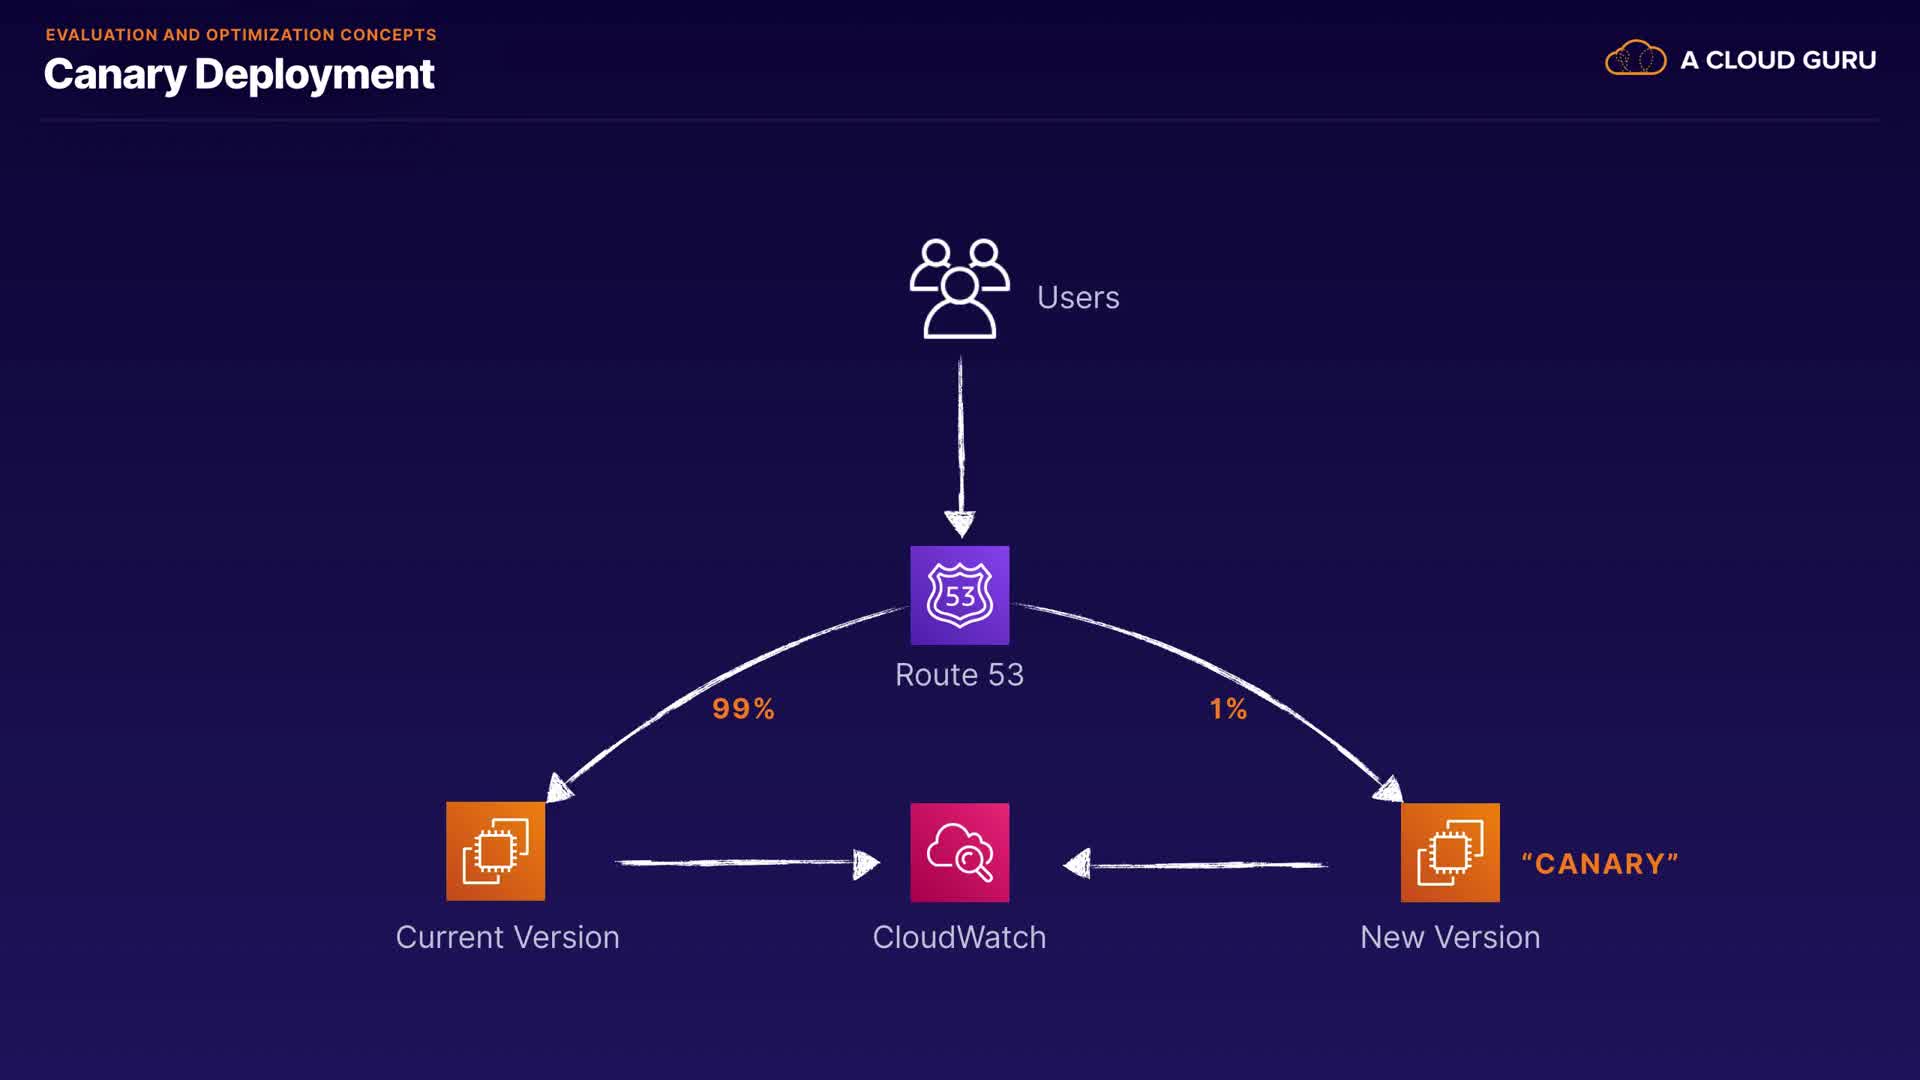 EVALUATION AND OPTIMIZATION CONCEPTS
Canary Deployment
A CLOUD GURU
Users
53
Route 53
99%
1%
“CANARY”
Current Version
CloudWatch
New Version